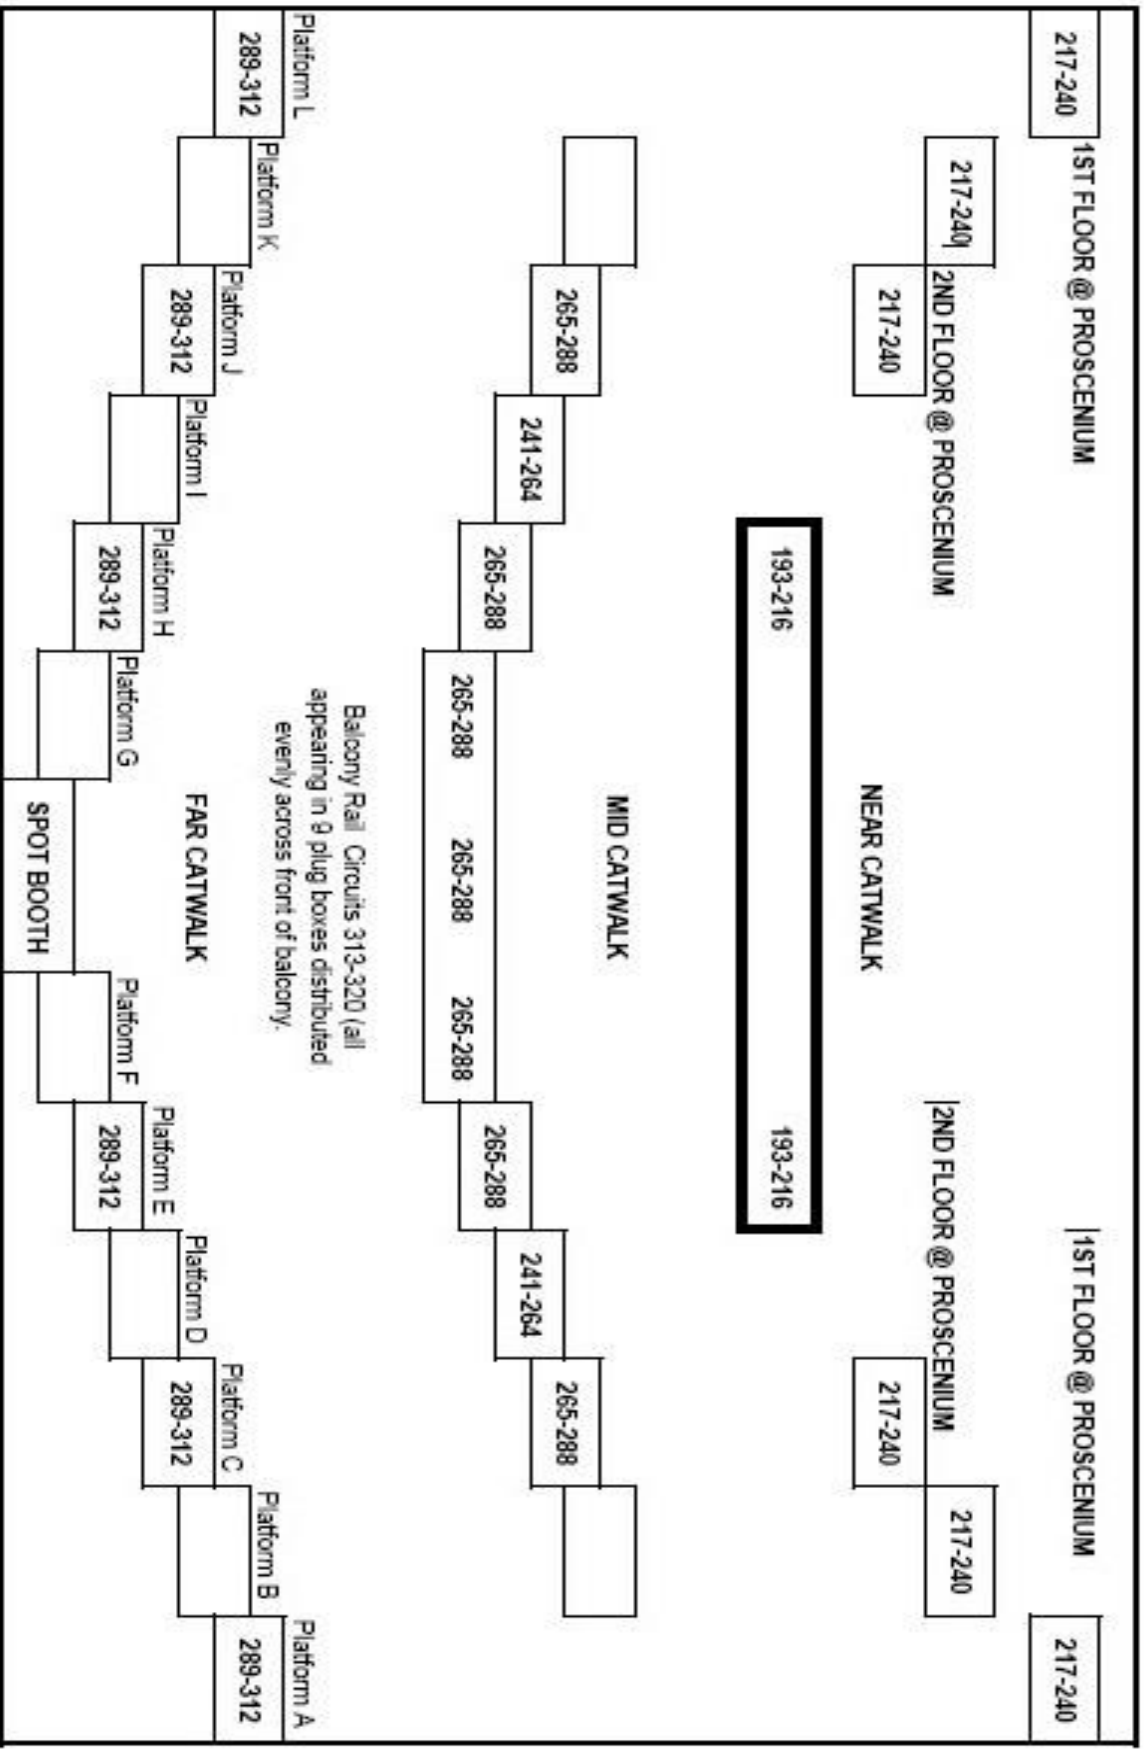 1ST FLOOR @ PROSCENIUM
1ST FLOOR @ PROSCENIUM
217-240
217-240
217-240
2ND FLOOR @ PROSCENIUM
2ND FLOOR @ PROSCENIUM
217-240
217-240
NEAR CATWALK
217-240
193-216
193-216
MID CATWALK
265-288
265-288
241-264
241-264
265-288
265-288
265-288
265-288
265-288
Balcony Rail Circuits 313-320 (all
appearing in 9 plug boxes distributed
evenly across front of balcony.
Platform L
Platform A
289-312
289-312
Platform K
Platform B
Platform J
Platform C
FAR CATWALK
289-312
289-312
Platform I
Platform D
Platform H
Platform E
289-312
289-312
Platform G
Platform F
SPOT BOOTH